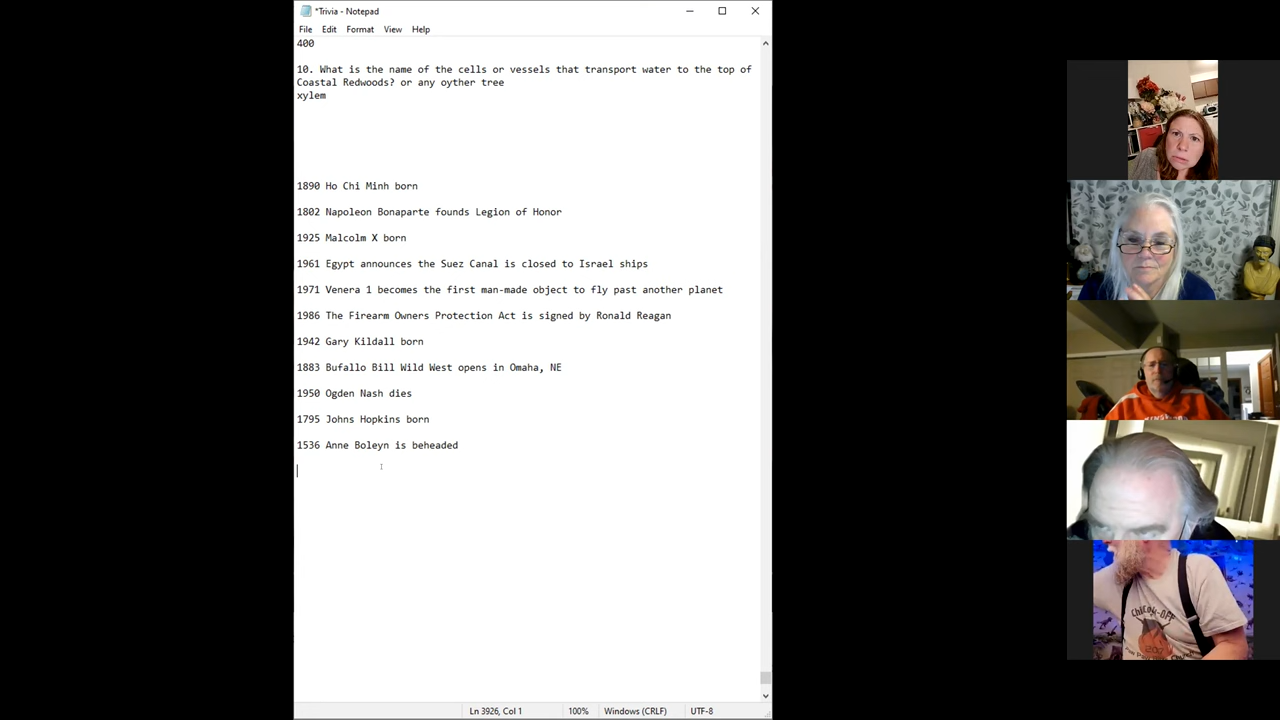 *Trivia - Notepad
File Edit Format View Help
400
10. What is the name of the cells or vessels that transport water to the top of
Coastal Redwoods? or any oyther tree
xylem
1890 Ho Chi Minh born
1802 Napoleon Bonaparte founds Legion of Honor
1925 Malcolm X born
1961 Egypt announces the Suez Canal is closed to Israel ships
1971 Venera 1 becomes the first man-made object to fly past another planet
1986 The Firearm Owners Protection Act is signed by Ronald Reagan
1942 Gary Kildall born
1883 Bufallo Bill Wild West opens in Omaha, NE
1950 Ogden Nash dies
1795 Johns Hopkins born
1536 Anne Boleyn is beheaded
Ln 3926, Col 1 100% Windows (CRLF) UTF-8